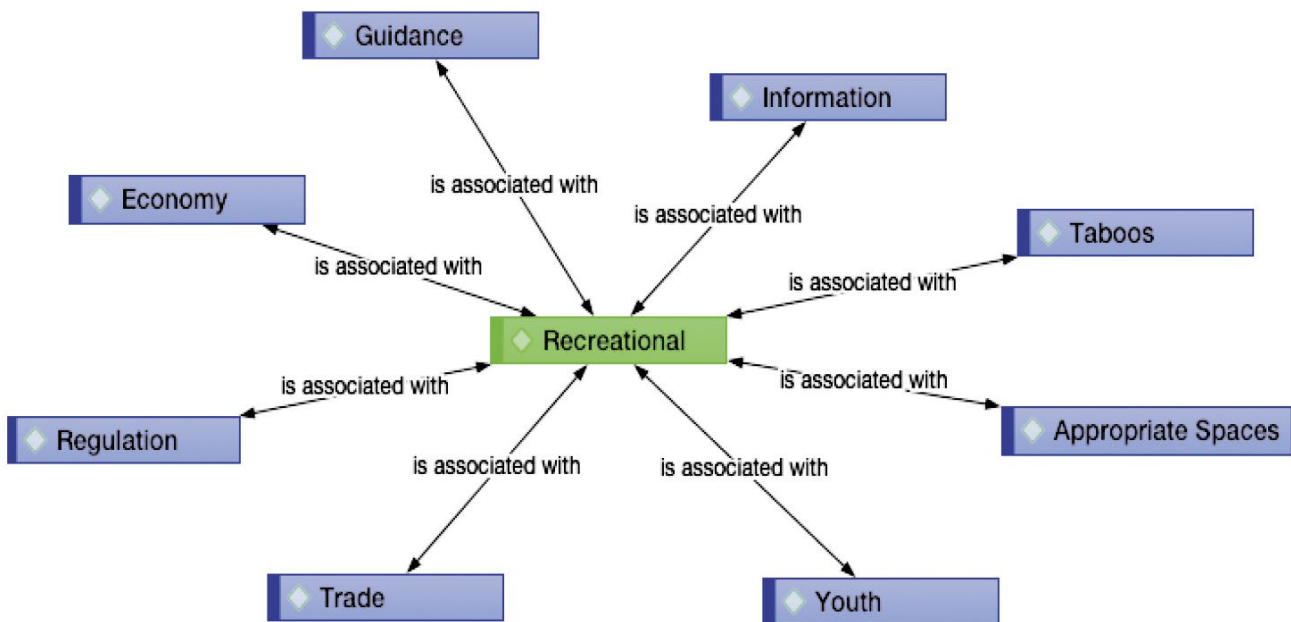 Guidance
Information
is associated with
Economy
is associated with
Taboos
is associated with
is associated with
Recreational
is associated with
is associated with
Appropriate Spaces
Regulation
is associated with
is associated with
Trade
Youth